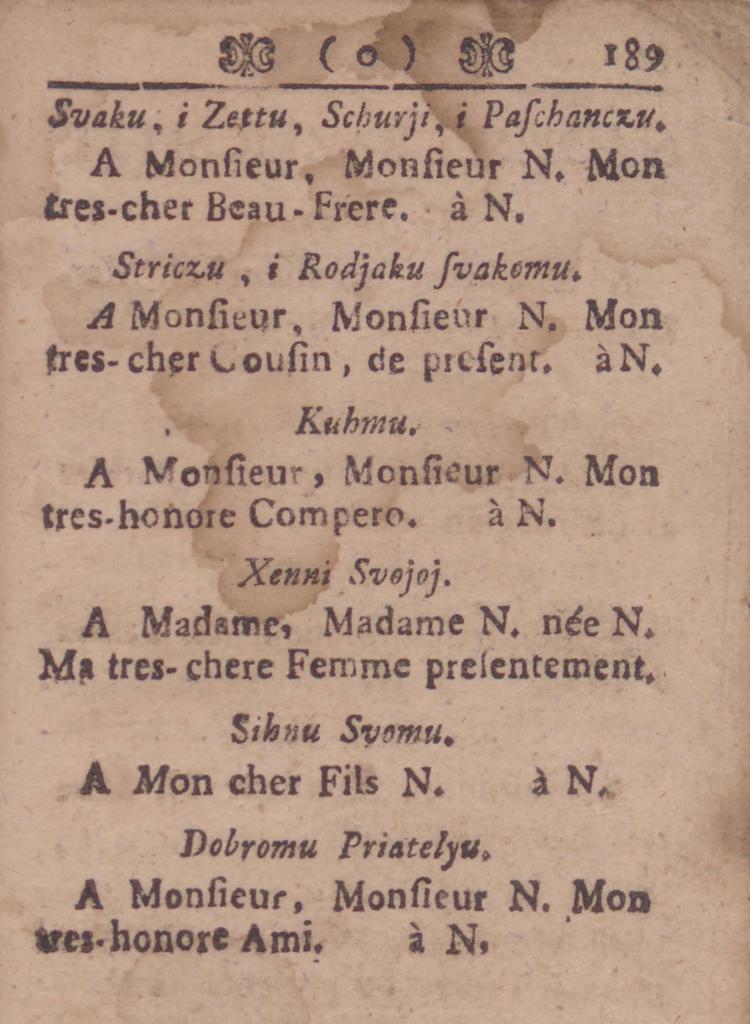 ( o ) 189
Svaku, i Zettu, Schurji, i Paſchanczu.
A Monſieur, Monſieur N. Mon
tres-cher Beau-Frere. à N.
Striczu, i Rodjaku ſvakomu.
A Monſieur, Monſieur N. Mon
tres-cher Couſin, de preſent. à N.
Kuhmu.
A Monſieur, Monſieur N. Mon
tres-honore Compero. à N.
Xenni Svojoj.
A Madame, Madame N. née N.
Ma tres-chere Femme preſentement.
Sihnu Svomu.
A Mon cher Fils N. à N.
Dobromu Priatelyu.
A Monſieur, Monſieur N. Mon
tres-honore Ami. à N.